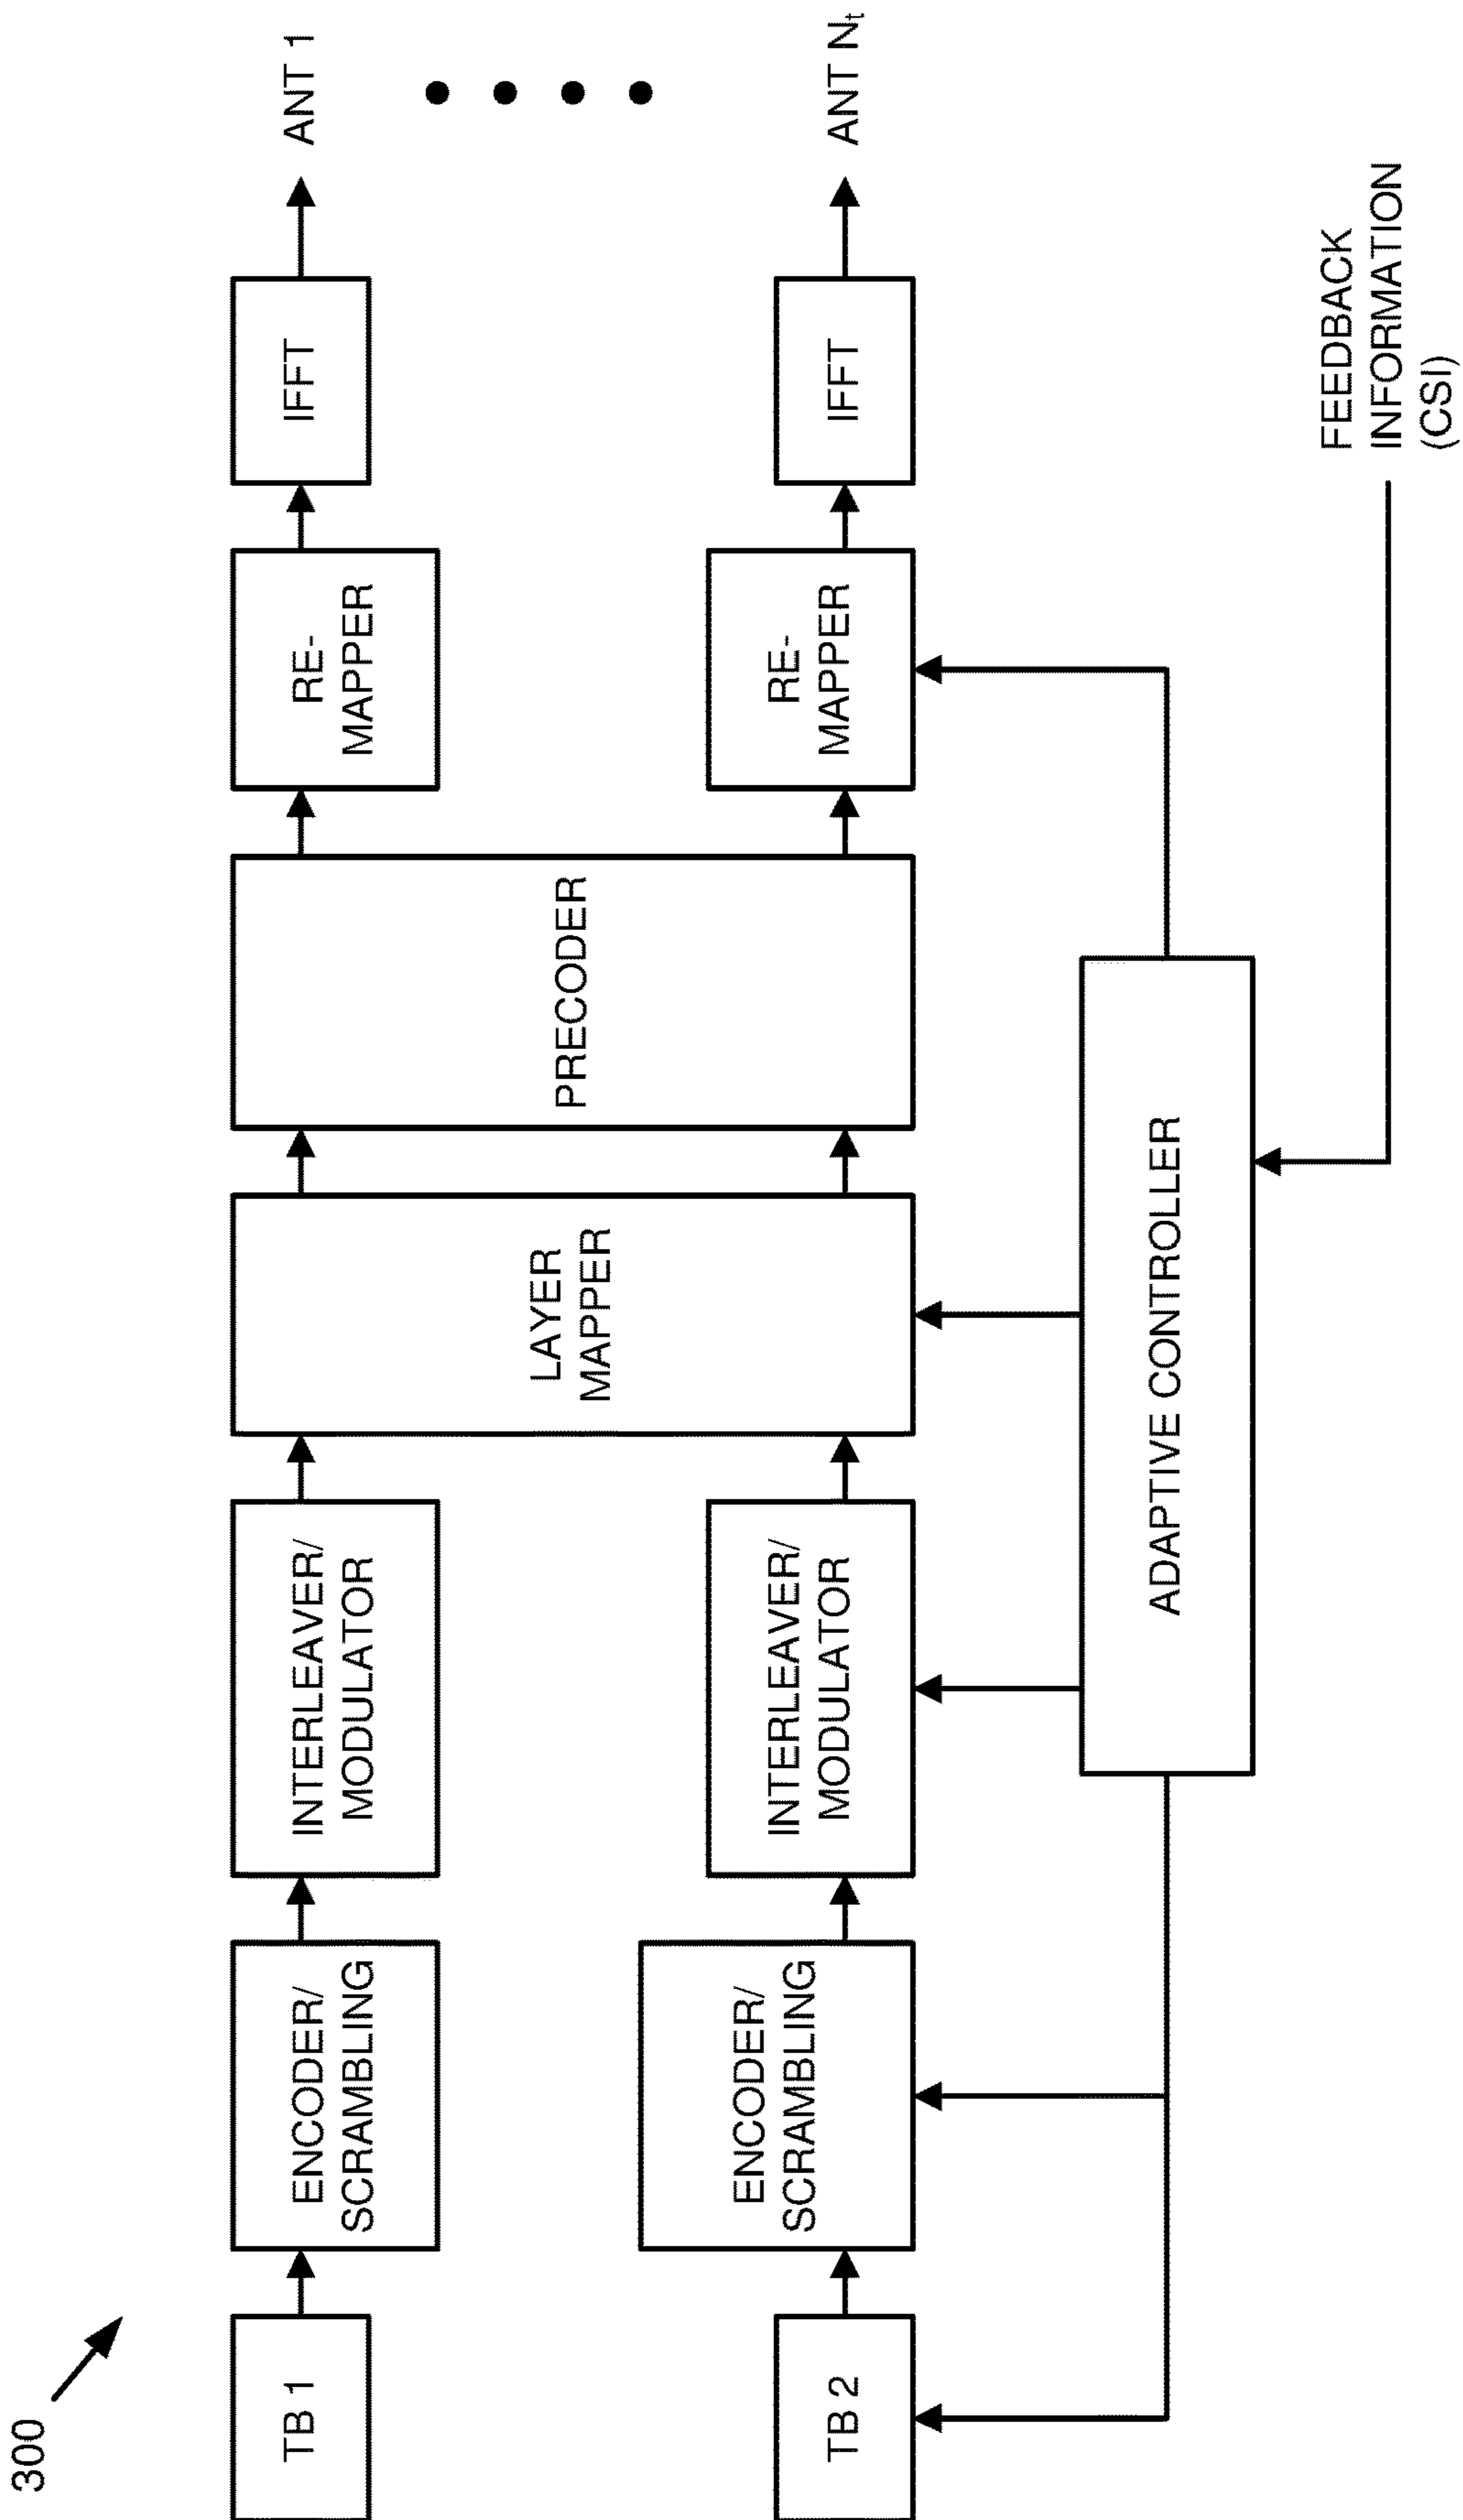 300
TB 1
ENCODER/
SCRAMBLING
INTERLEAVER/
MODULATOR
LAYER
MAPPER
PRECODER
RE-
MAPPER
IFFT
ANT 1
TB 2
ENCODER/
SCRAMBLING
INTERLEAVER/
MODULATOR
RE-
MAPPER
IFFT
ANT Nt
ADAPTIVE CONTROLLER
FEEDBACK
INFORMATION
(CSI)